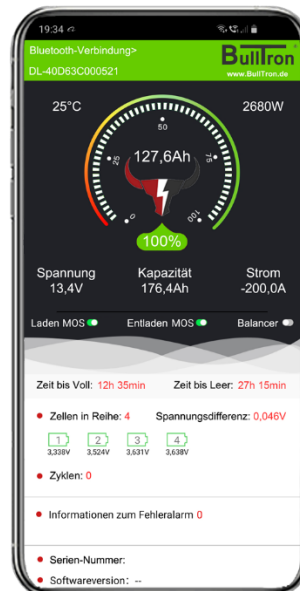 19:34
Bluetooth-Verbindung>
DL-40D63C000521
BullTron
www.BullTron.de
25°C
2680W
0 25 50 75 100
127,6Ah
100%
Spannung Kapazität Strom
13,4V 176,4Ah -200,0A
Laden MOS Entladen MOS Balancer
Zeit bis Voll: 12h 35min Zeit bis Leer: 27h 15min
Zellen in Reihe: 4 Spannungsdifferenz: 0,046V
1 2 3 4
3,338V 3,524V 3,631V 3,638V
Zyklen: 0
Informationen zum Fehleralarm 0
Serien-Nummer:
Softwareversion: --